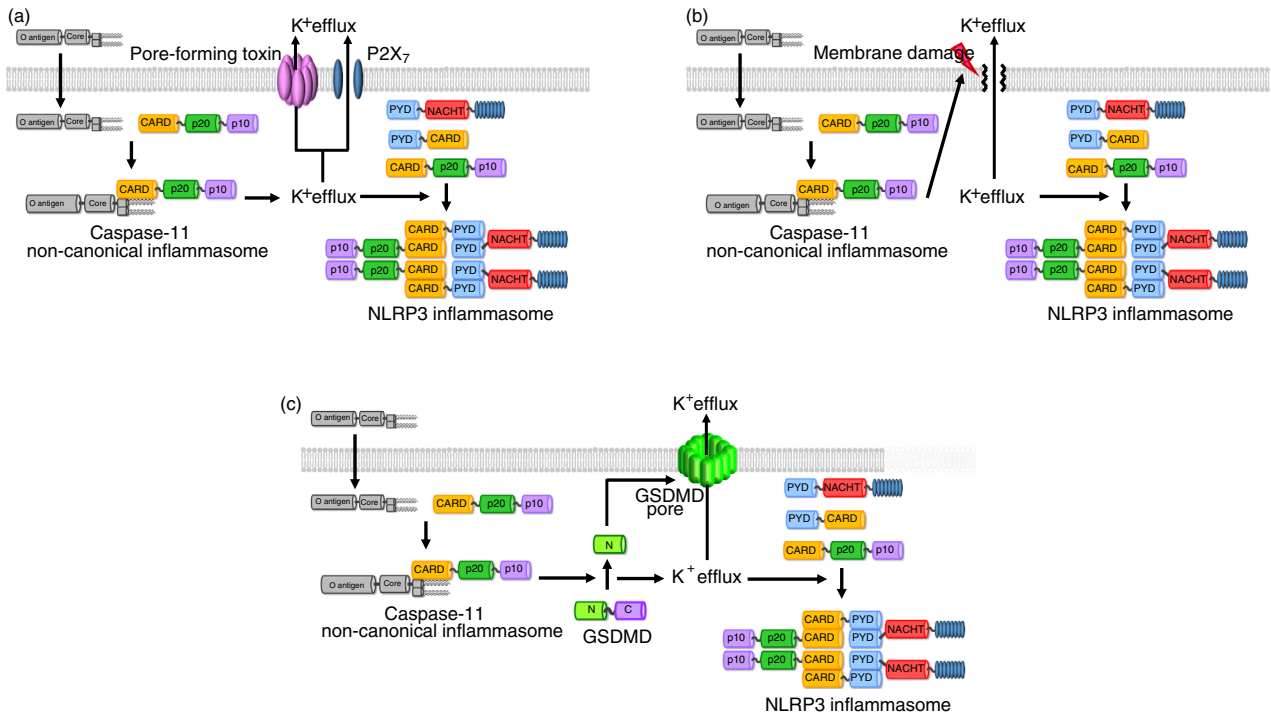 (a)
K⁺efflux
O antigen Core
Pore-forming toxin P2X₇
O antigen Core
CARD p20 p10
PYD NACHT
PYD CARD
CARD p20 p10
CARD p20 p10
O antigen Core
K⁺efflux
Caspase-11
non-canonical inflammasome
CARD PYD
NACHT
p10 p20 CARD PYD
p10 p20 CARD PYD
NACHT
CARD PYD
NLRP3 inflammasome
(b)
K⁺efflux
O antigen Core
Membrane damage
O antigen Core
CARD p20 p10
PYD NACHT
PYD CARD
CARD p20 p10
CARD p20 p10
O antigen Core
K⁺efflux
Caspase-11
non-canonical inflammasome
CARD PYD
NACHT
p10 p20 CARD PYD
p10 p20 CARD PYD
NACHT
CARD PYD
NLRP3 inflammasome
(c)
K⁺efflux
O antigen Core
GSDMD
pore
O antigen Core
CARD p20 p10
PYD NACHT
PYD CARD
N
CARD p20 p10
CARD p20 p10
O antigen Core
K⁺efflux
N C
GSDMD
Caspase-11
non-canonical inflammasome
CARD PYD
NACHT
p10 p20 CARD PYD
p10 p20 CARD PYD
NACHT
CARD PYD
NLRP3 inflammasome